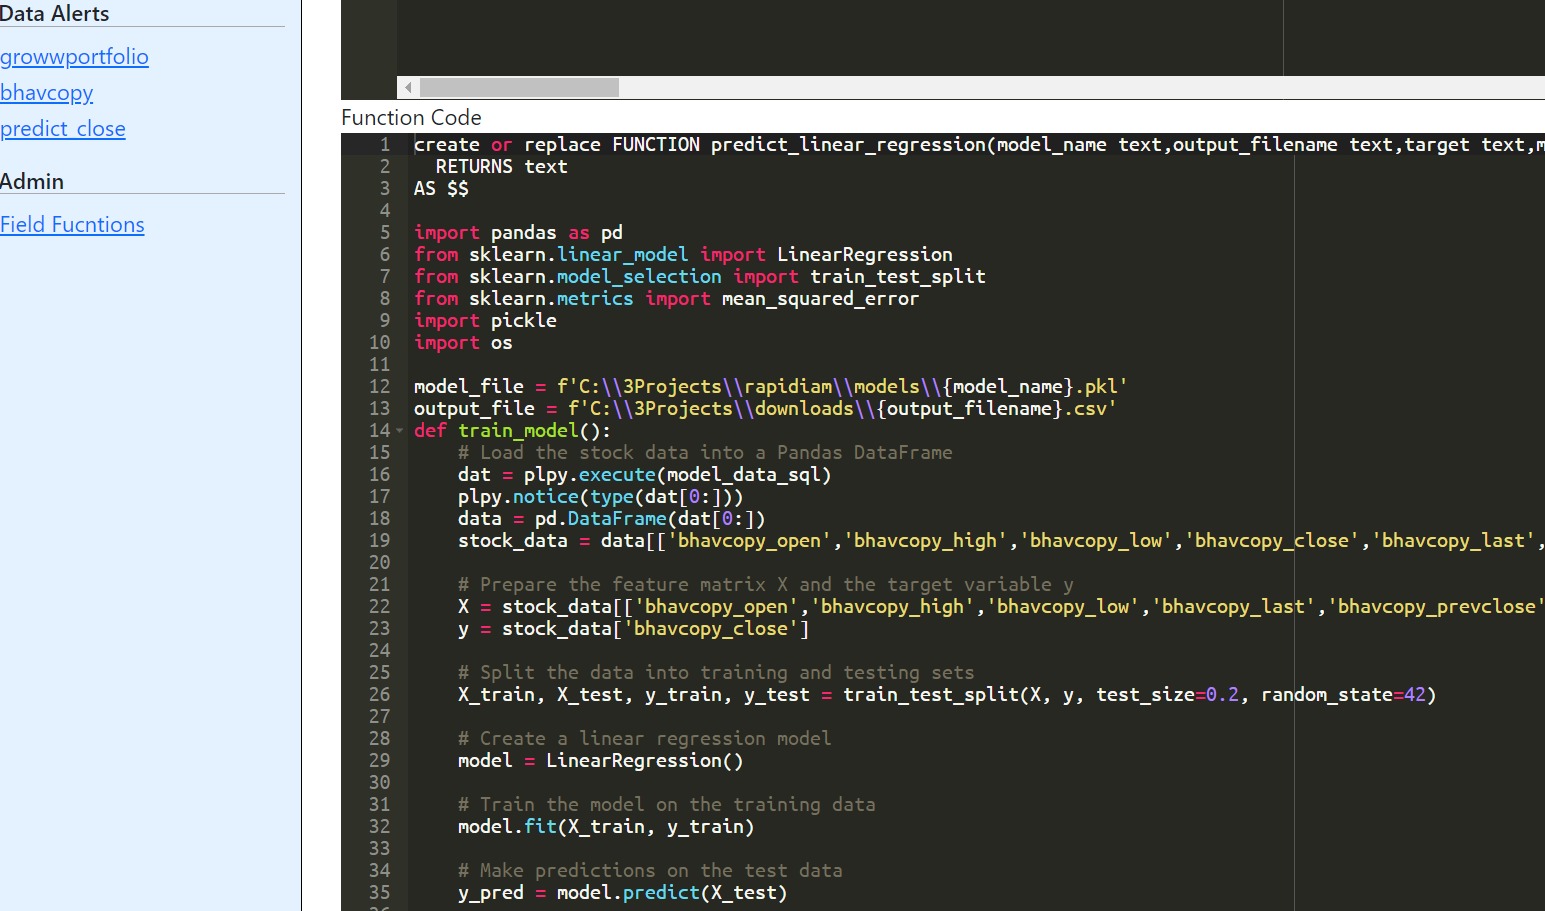 Data Alerts
growwportfolio
bhavcopy
predict_close
Admin
Field Fucntions
Function Code
1 create or replace FUNCTION predict_linear_regression(model_name text,output_filename text,target text,m
2 RETURNS text
3 AS $$
4
5 import pandas as pd
6 from sklearn.linear_model import LinearRegression
7 from sklearn.model_selection import train_test_split
8 from sklearn.metrics import mean_squared_error
9 import pickle
10 import os
11
12 model_file = f'C:\\3Projects\\rapidiam\\models\\{model_name}.pkl'
13 output_file = f'C:\\3Projects\\downloads\\{output_filename}.csv'
14 def train_model():
15 # Load the stock data into a Pandas DataFrame
16 dat = plpy.execute(model_data_sql)
17 plpy.notice(type(dat[0:]))
18 data = pd.DataFrame(dat[0:])
19 stock_data = data[['bhavcopy_open','bhavcopy_high','bhavcopy_low','bhavcopy_close','bhavcopy_last',
20
21 # Prepare the feature matrix X and the target variable y
22 X = stock_data[['bhavcopy_open','bhavcopy_high','bhavcopy_low','bhavcopy_last','bhavcopy_prevclose'
23 y = stock_data['bhavcopy_close']
24
25 # Split the data into training and testing sets
26 X_train, X_test, y_train, y_test = train_test_split(X, y, test_size=0.2, random_state=42)
27
28 # Create a linear regression model
29 model = LinearRegression()
30
31 # Train the model on the training data
32 model.fit(X_train, y_train)
33
34 # Make predictions on the test data
35 y_pred = model.predict(X_test)